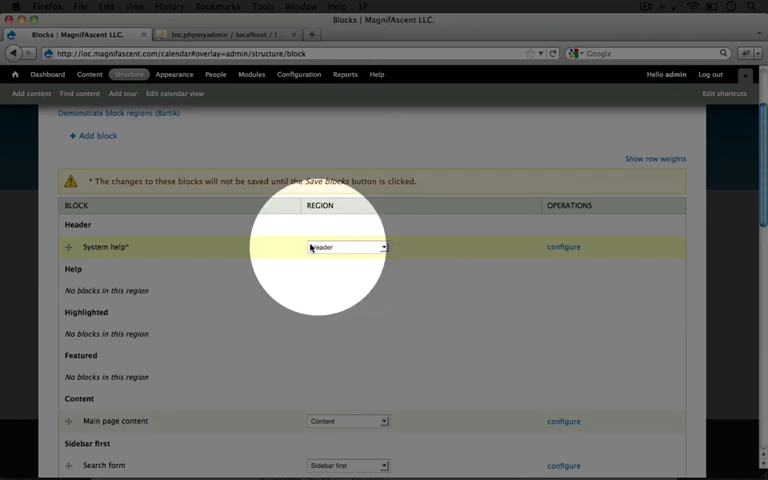 Firefox File Edit View History Bookmarks Tools Window Help
Blocks | MagnifAscent LLC.
Blocks | MagnifAscent LLC. loc.phpmyadmin / localhost / l...
http://loc.magnifascent.com/calendar#overlay=admin/structure/block Google
Dashboard Content Structure Appearance People Modules Configuration Reports Help Hello admin Log out
Add content Find content Add tour Edit calendar view Edit shortcuts
Demonstrate block regions (Bartik)
+ Add block
Show row weights
* The changes to these blocks will not be saved until the Save blocks button is clicked.
BLOCK REGION OPERATIONS
Header
System help* Header configure
Help
No blocks in this region
Highlighted
No blocks in this region
Featured
No blocks in this region
Content
Main page content Content configure
Sidebar first
Search form Sidebar first configure